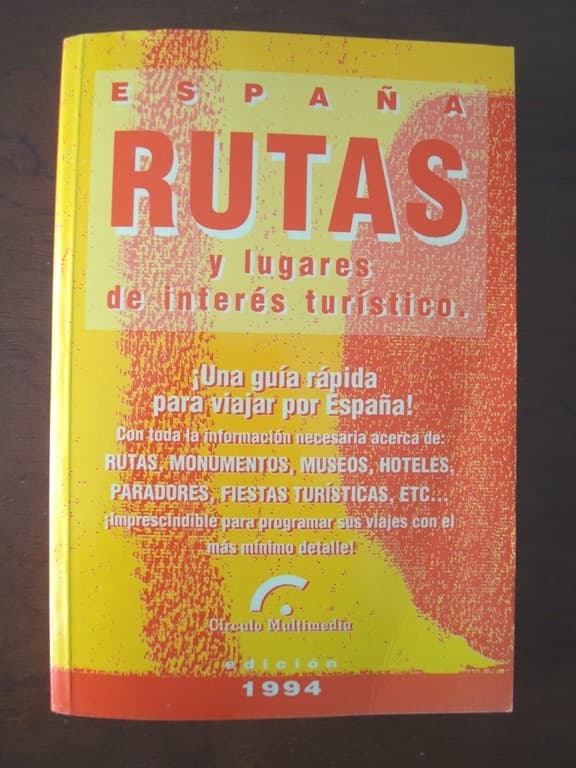 ESPAÑA
RUTAS
y lugares
de interés turístico.
¡Una guía rápida
para viajar por España!
Con toda la información necesaria acerca de:
RUTAS, MONUMENTOS, MUSEOS, HOTELES,
PARADORES, FIESTAS TURÍSTICAS, ETC...
¡Imprescindible para programar sus viajes con el
más mínimo detalle!
Círculo Multimedia
edición
1994